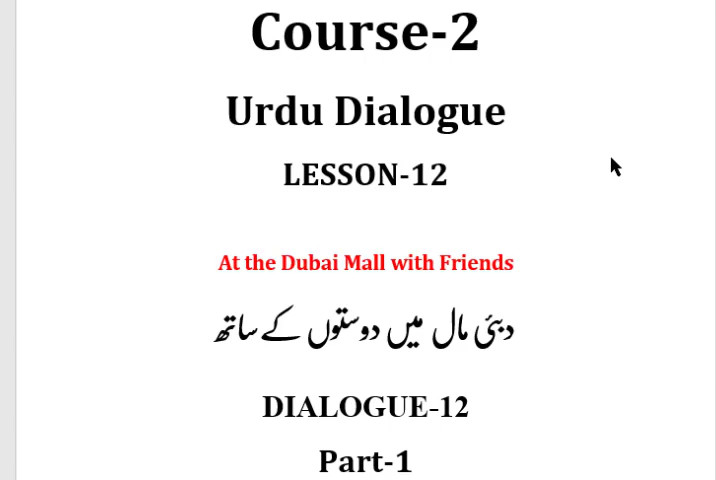 Course-2
Urdu Dialogue
LESSON-12
At the Dubai Mall with Friends
دبئی مال میں دوستوں کے ساتھ
DIALOGUE-12
Part-1